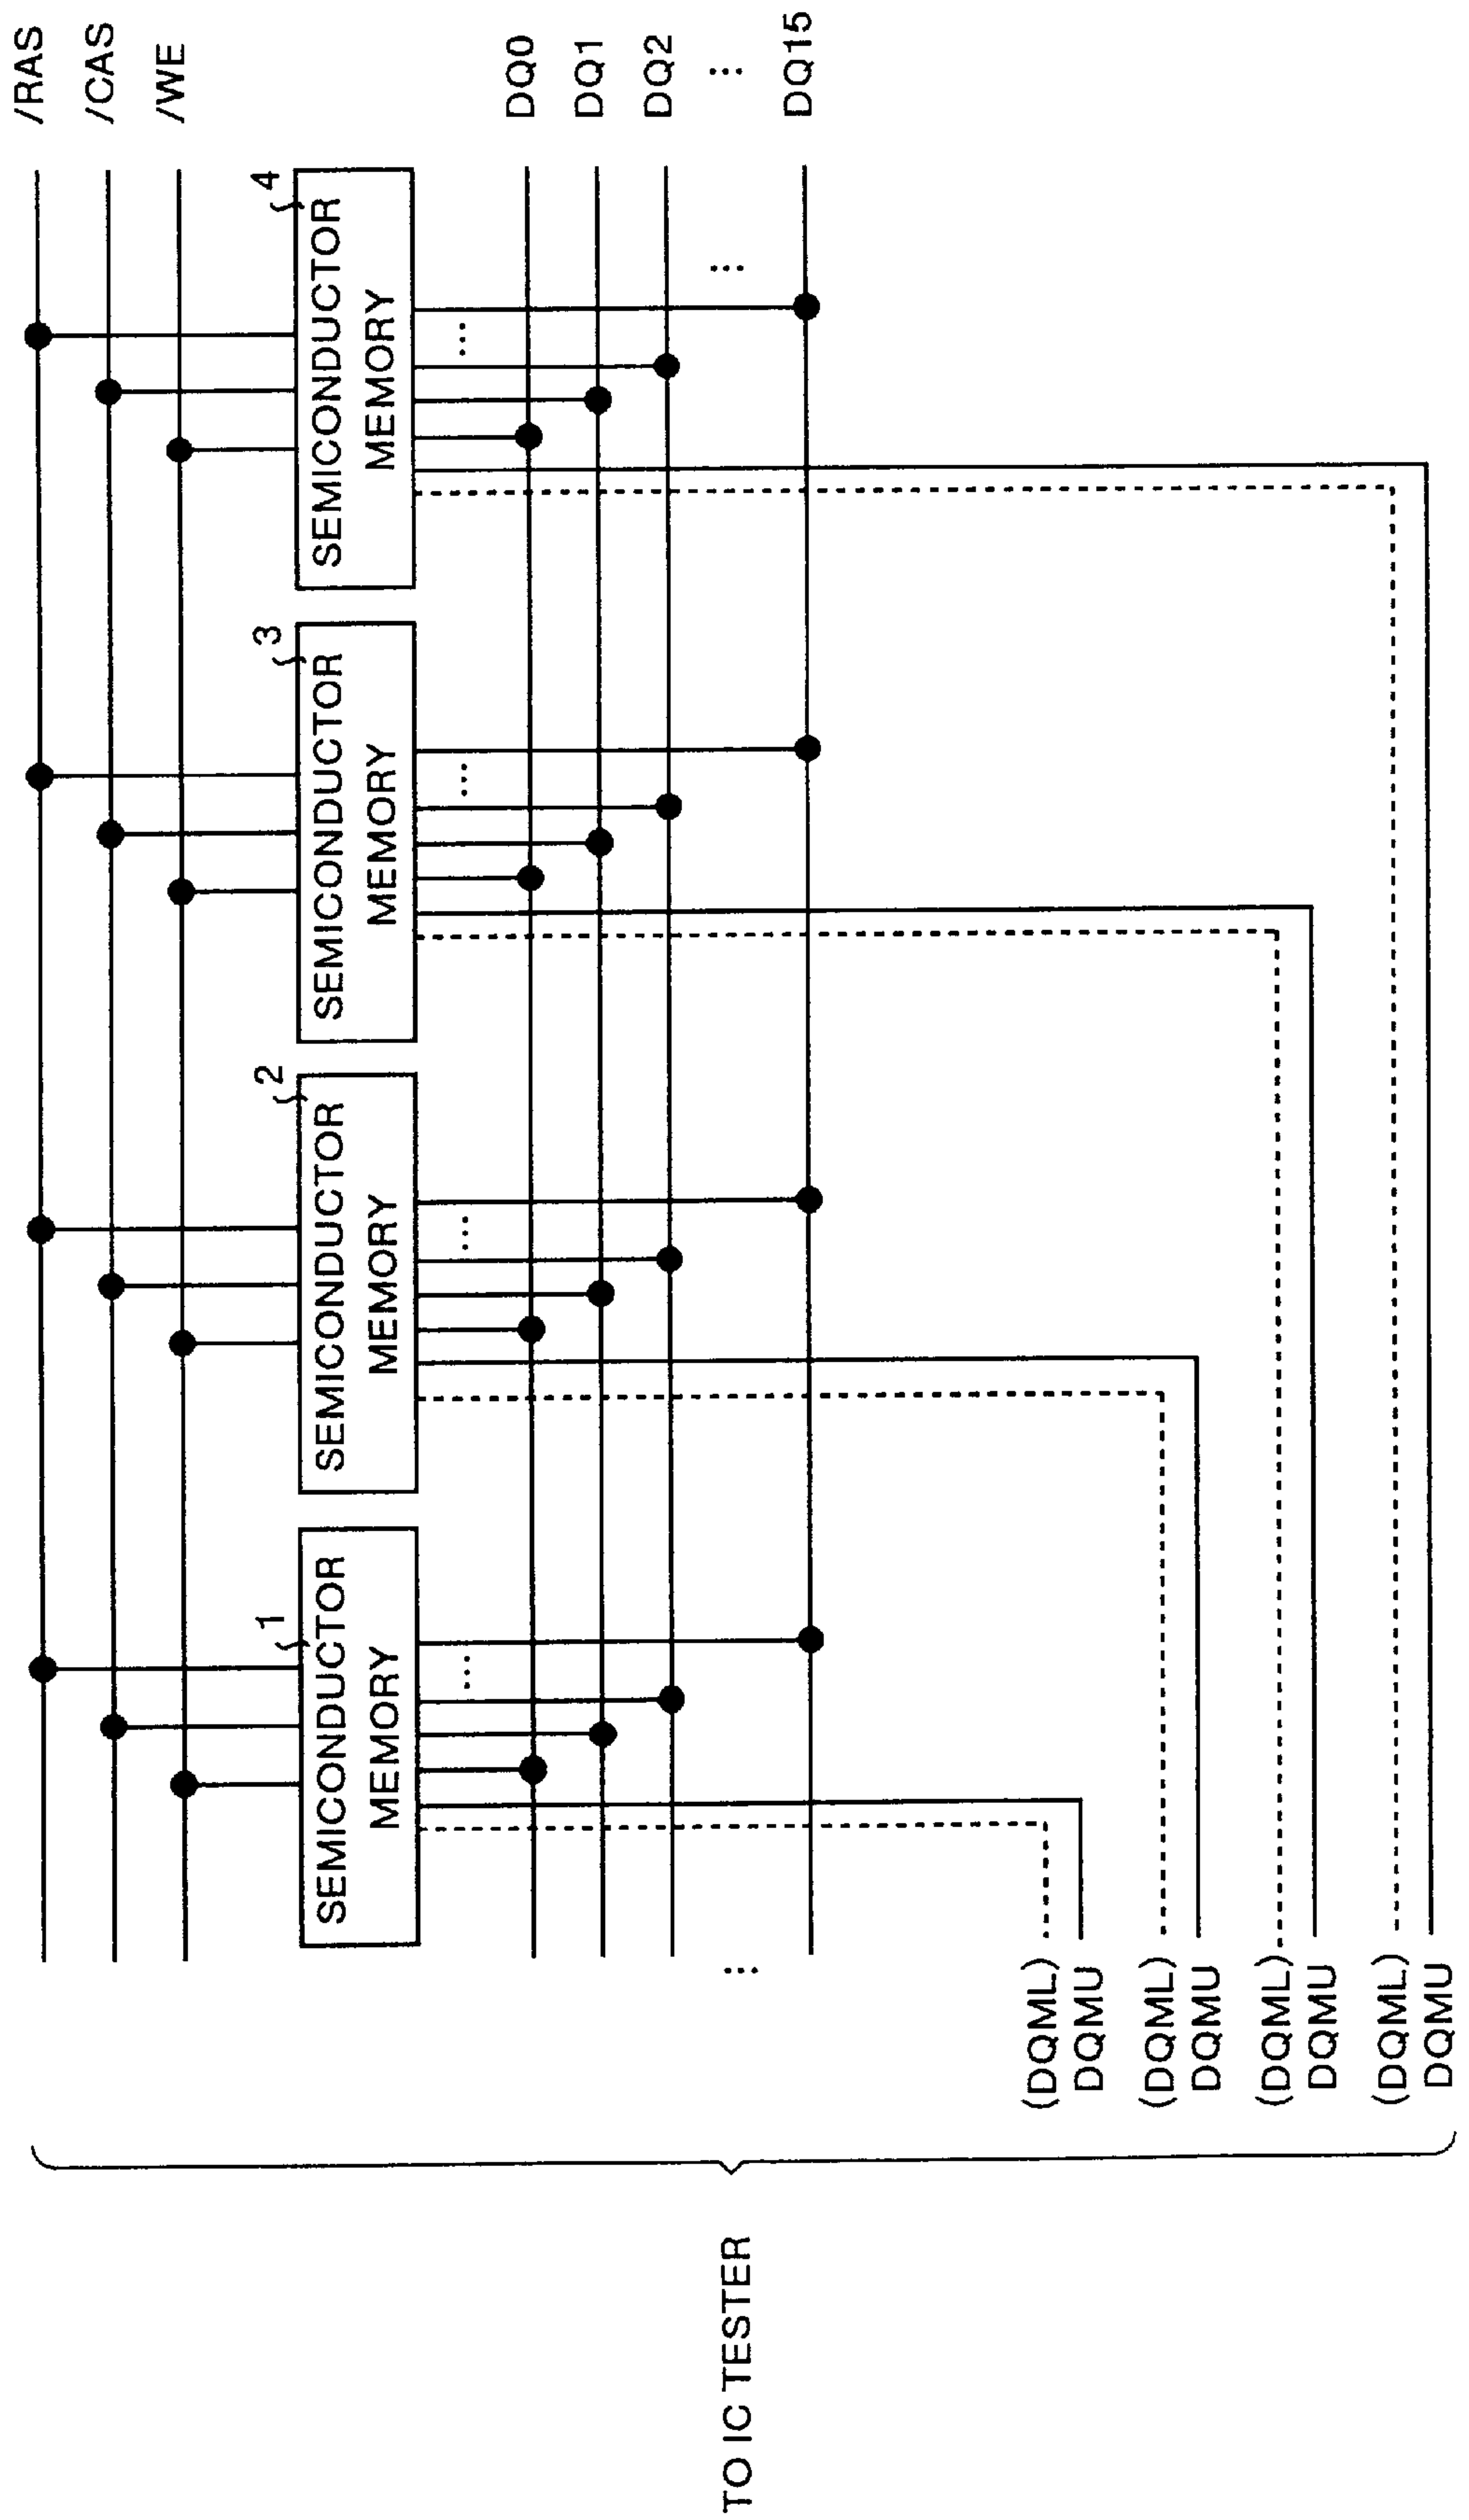 /RAS
/CAS
/WE
1
SEMICONDUCTOR
MEMORY
2
SEMICONDUCTOR
MEMORY
3
SEMICONDUCTOR
MEMORY
4
SEMICONDUCTOR
MEMORY
...
...
...
...
DQ0
DQ1
DQ2
...
...
...
DQ15
TO IC TESTER
(DQML)
DQMU
(DQML)
DQMU
(DQML)
DQMU
(DQML)
DQMU